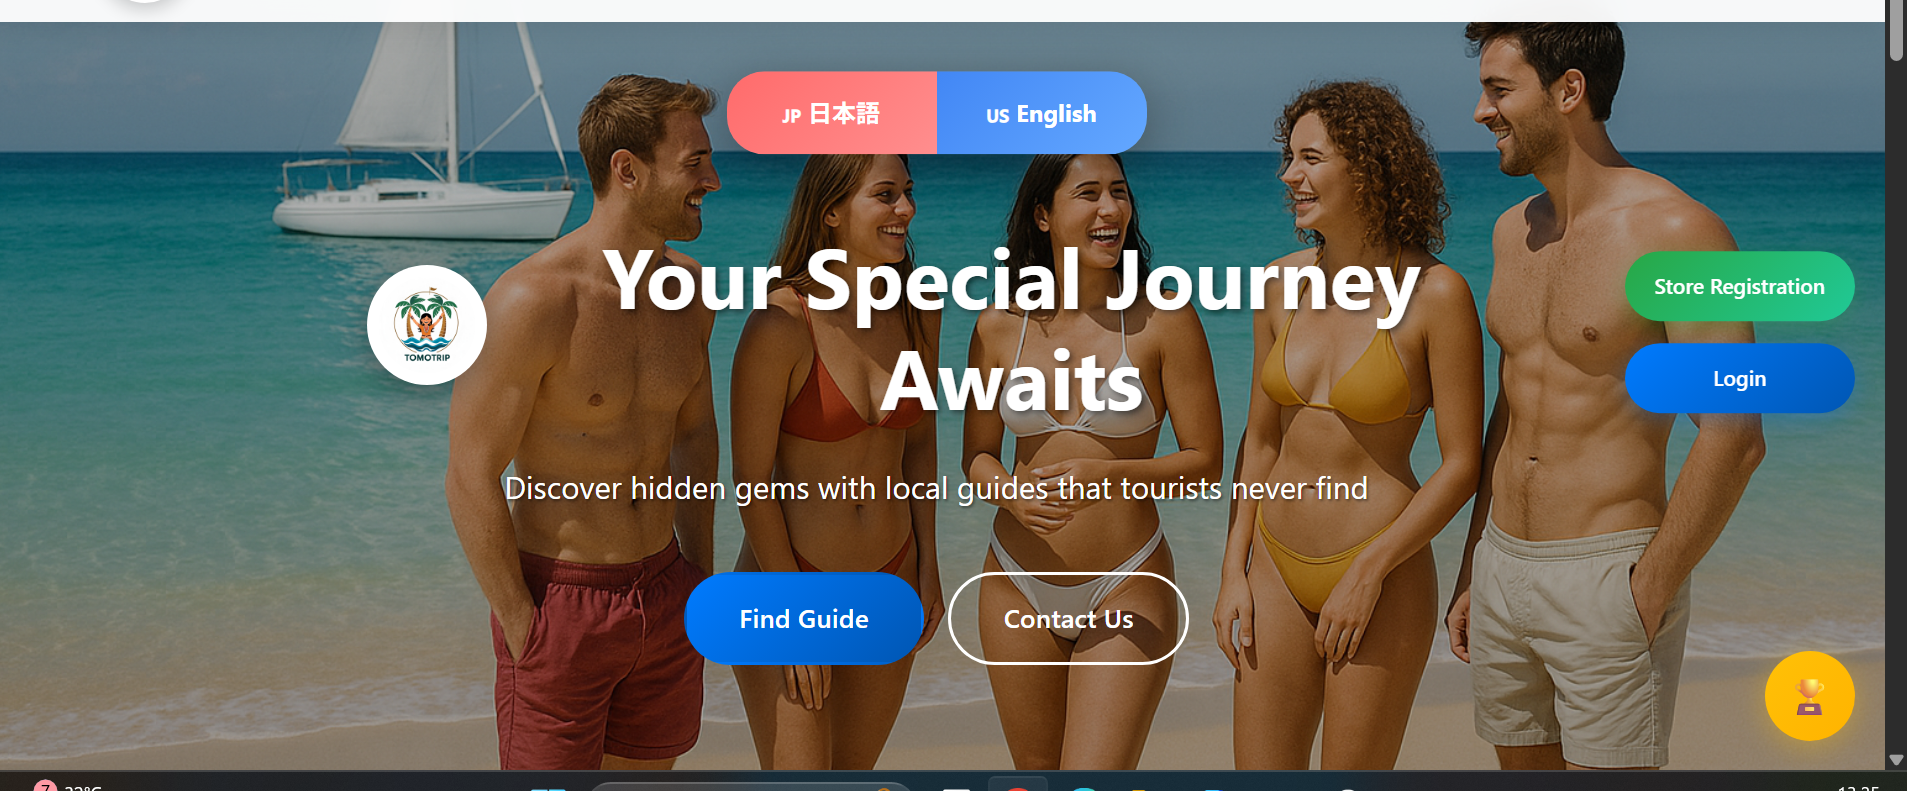 JP 日本語
US English
Your Special Journey
Awaits
TOMOTRIP
Store Registration
Login
Discover hidden gems with local guides that tourists never find
Find Guide
Contact Us